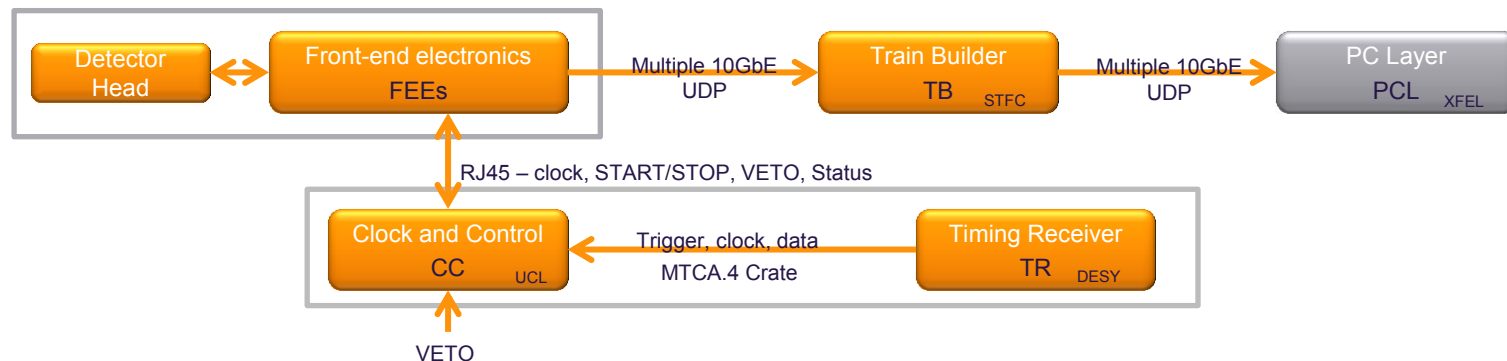 Detector
Head
Front-end electronics
FEEs
Multiple 10GbE
UDP
Train Builder
TB STFC
Multiple 10GbE
UDP
PC Layer
PCL XFEL
RJ45 – clock, START/STOP, VETO, Status
Clock and Control
CC UCL
Trigger, clock, data
MTCA.4 Crate
Timing Receiver
TR DESY
VETO